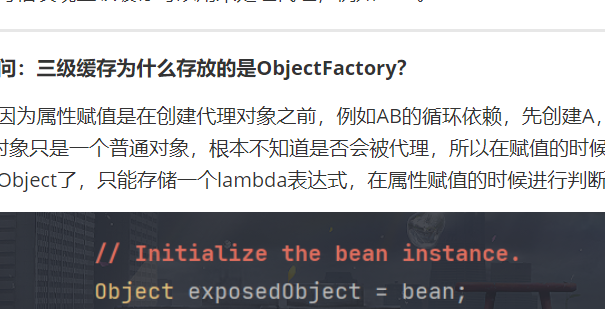 问：三级缓存为什么存放的是ObjectFactory?
因为属性赋值是在创建代理对象之前，例如AB的循环依赖，先创建A，
对象只是一个普通对象，根本不知道是否会被代理，所以在赋值的时候
Object了，只能存储一个lambda表达式，在属性赋值的时候进行判断
// Initialize the bean instance.
Object exposedObject = bean;